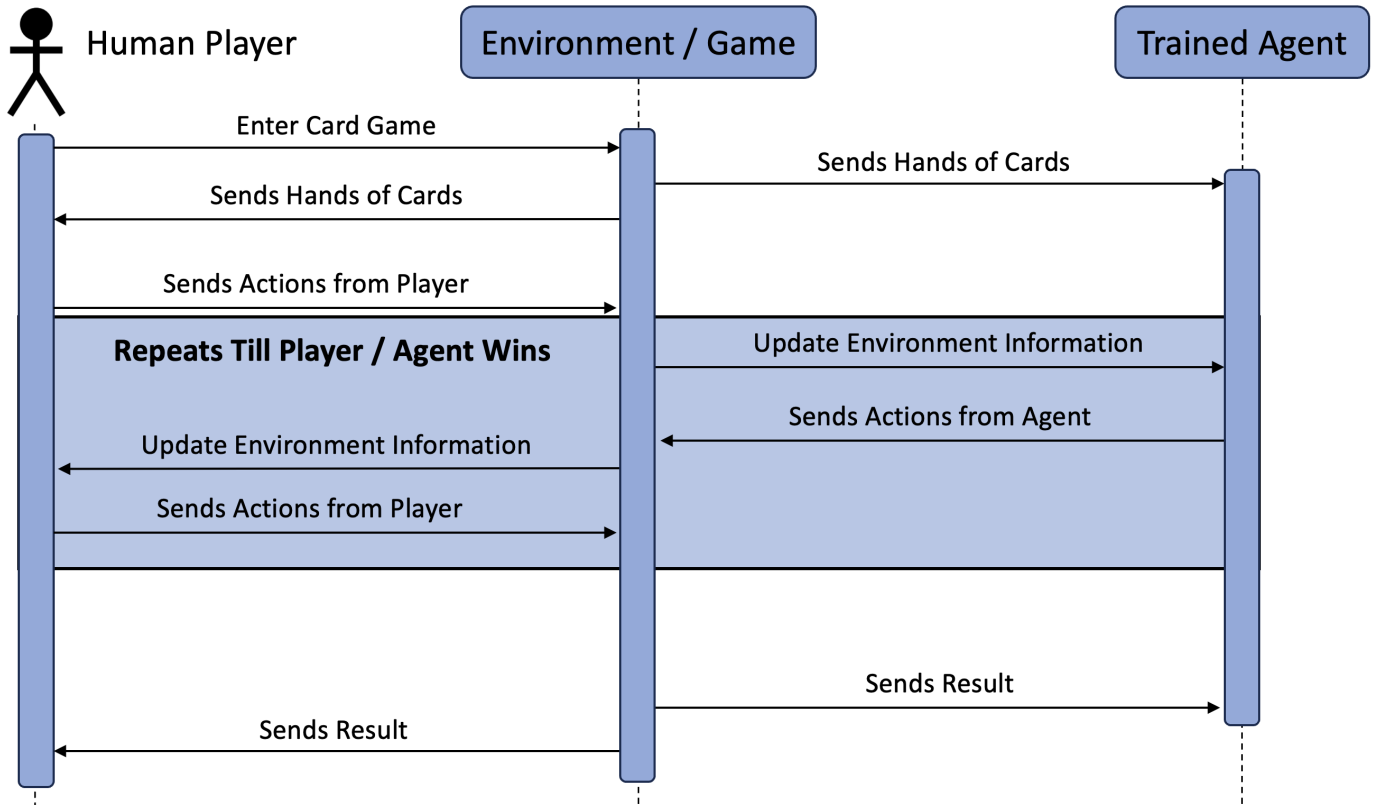 Human Player
Environment / Game
Trained Agent
Enter Card Game
Sends Hands of Cards
Sends Hands of Cards
Sends Actions from Player
Repeats Till Player / Agent Wins
Update Environment Information
Sends Actions from Agent
Update Environment Information
Sends Actions from Player
Sends Result
Sends Result